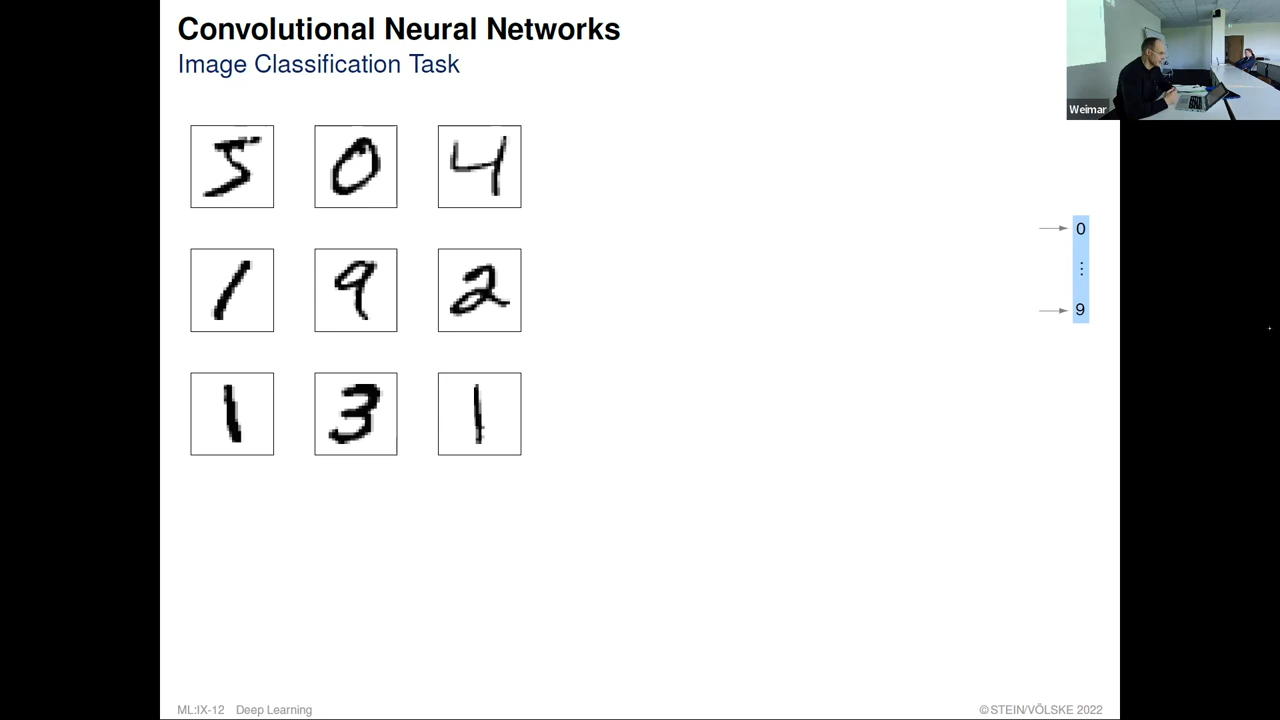 Convolutional Neural Networks
Image Classification Task
Weimar
5 0 4
1 9 2
1 3 1
0
⋮
9
ML:IX-12 Deep Learning
© STEIN/VÖLSKE 2022